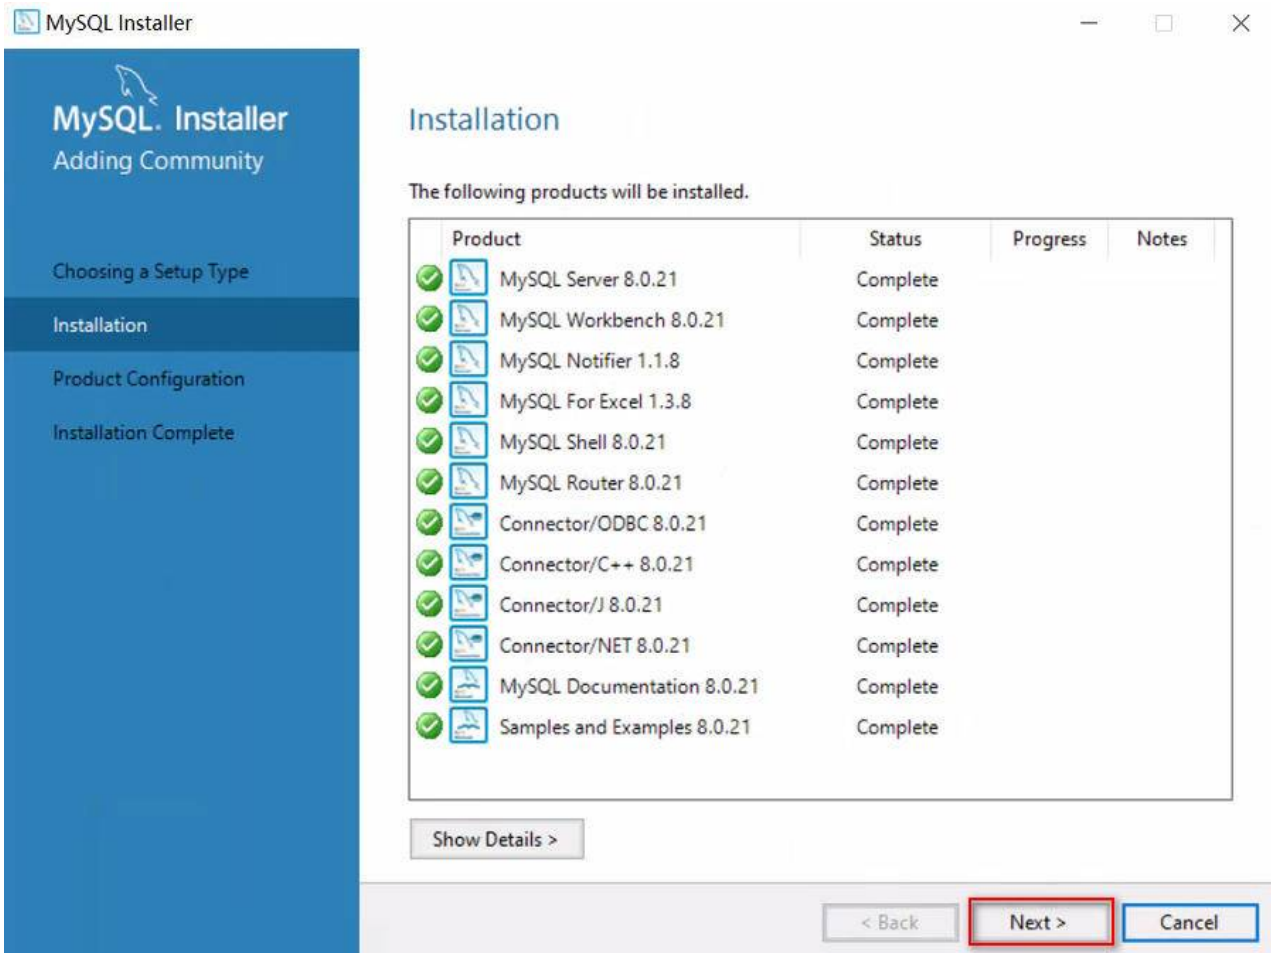 MySQL Installer
MySQL. Installer
Adding Community
Choosing a Setup Type
Installation
Product Configuration
Installation Complete
Installation
The following products will be installed.
Product Status Progress Notes
MySQL Server 8.0.21 Complete
MySQL Workbench 8.0.21 Complete
MySQL Notifier 1.1.8 Complete
MySQL For Excel 1.3.8 Complete
MySQL Shell 8.0.21 Complete
MySQL Router 8.0.21 Complete
Connector/ODBC 8.0.21 Complete
Connector/C++ 8.0.21 Complete
Connector/J 8.0.21 Complete
Connector/NET 8.0.21 Complete
MySQL Documentation 8.0.21 Complete
Samples and Examples 8.0.21 Complete
Show Details >
< Back Next > Cancel